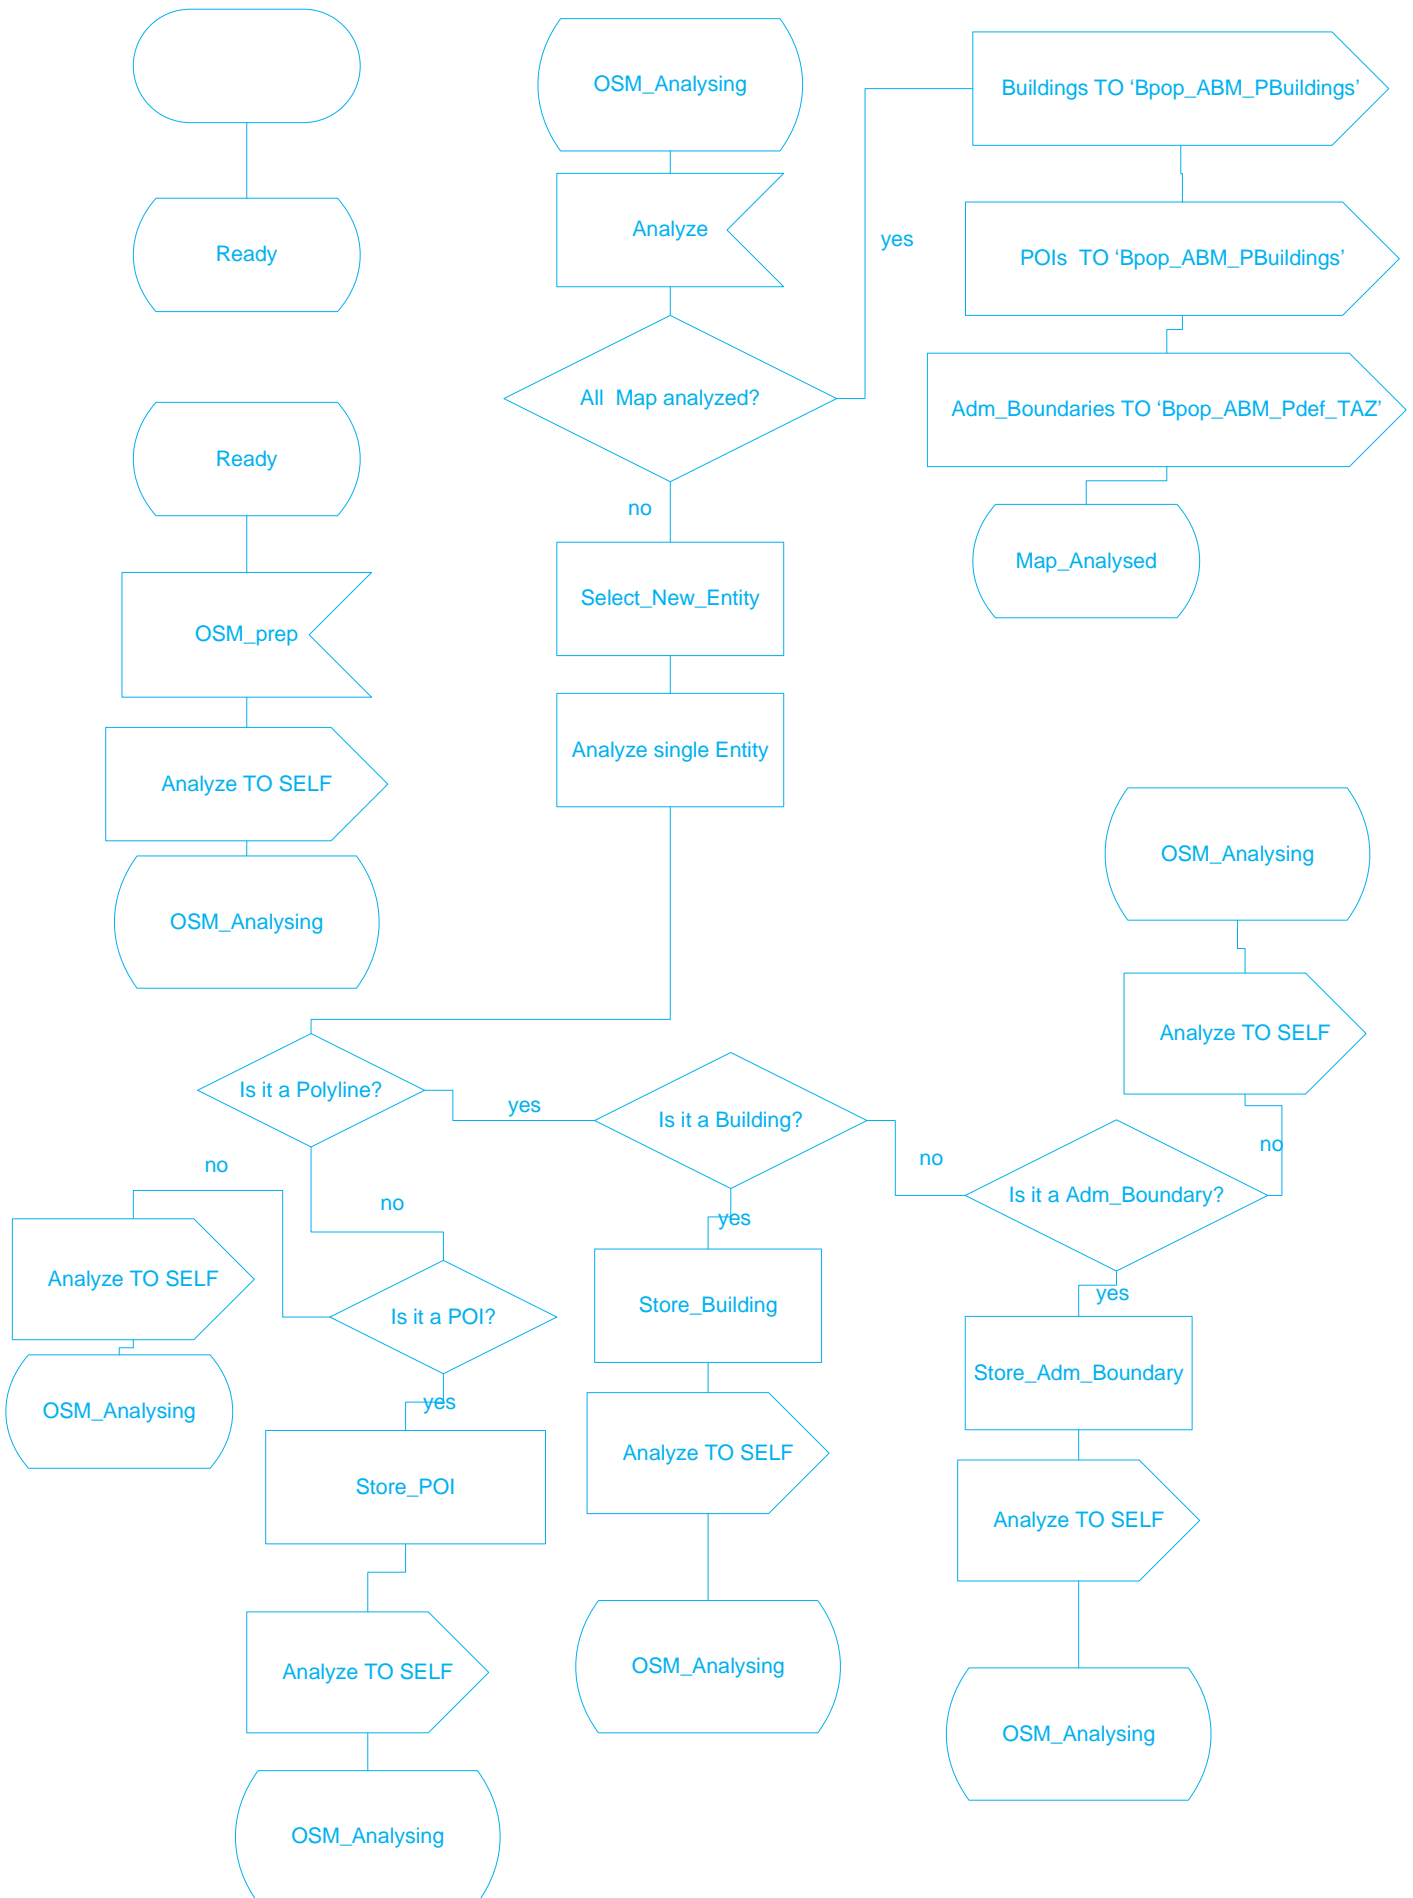 Ready
Ready
OSM_prep
Analyze TO SELF
OSM_Analysing
OSM_Analysing
Analyze
All  Map analyzed?
yes
no
Buildings TO ‘Bpop_ABM_PBuildings’
POIs  TO ‘Bpop_ABM_PBuildings’
Adm_Boundaries TO ‘Bpop_ABM_Pdef_TAZ’
Map_Analysed
Select_New_Entity
Analyze single Entity
Is it a Polyline?
yes
no
Is it a POI?
no
Analyze TO SELF
OSM_Analysing
yes
Store_POI
Analyze TO SELF
OSM_Analysing
Is it a Building?
yes
Store_Building
Analyze TO SELF
OSM_Analysing
no
Is it a Adm_Boundary?
no
Analyze TO SELF
OSM_Analysing
yes
Store_Adm_Boundary
Analyze TO SELF
OSM_Analysing